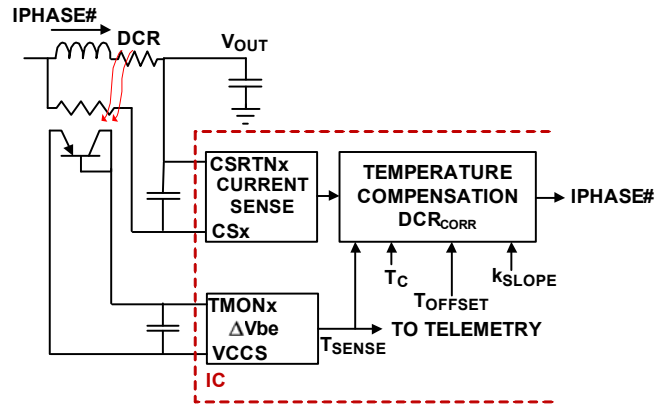 IPHASE#
DCR
VOUT
CSRTNx
CURRENT
SENSE
CSx
TEMPERATURE
COMPENSATION
DCRCORR
IPHASE#
TC
TOFFSET
kSLOPE
TMONx
ΔVbe
VCCS
TSENSE
TO TELEMETRY
IC